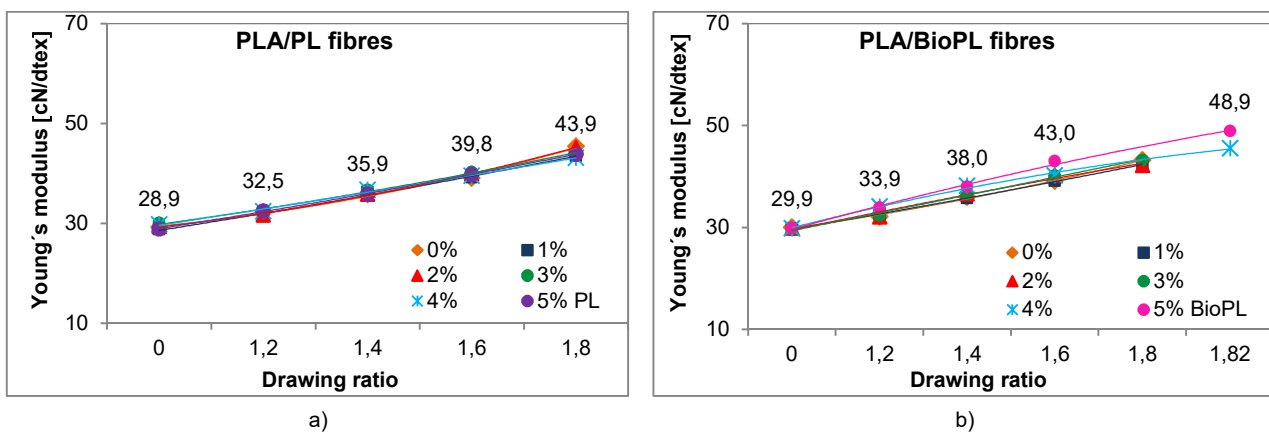 PLA/PL fibres
Young´s modulus [cN/dtex]
70
50
30
10
28,9
32,5
35,9
39,8
43,9
0% 1%
2% 3%
4% 5% PL
0 1,2 1,4 1,6 1,8
Drawing ratio
a)
PLA/BioPL fibres
Young´s modulus [cN/dtex]
70
50
30
10
29,9
33,9
38,0
43,0
48,9
0% 1%
2% 3%
4% 5% BioPL
0 1,2 1,4 1,6 1,8 1,82
Drawing ratio
b)